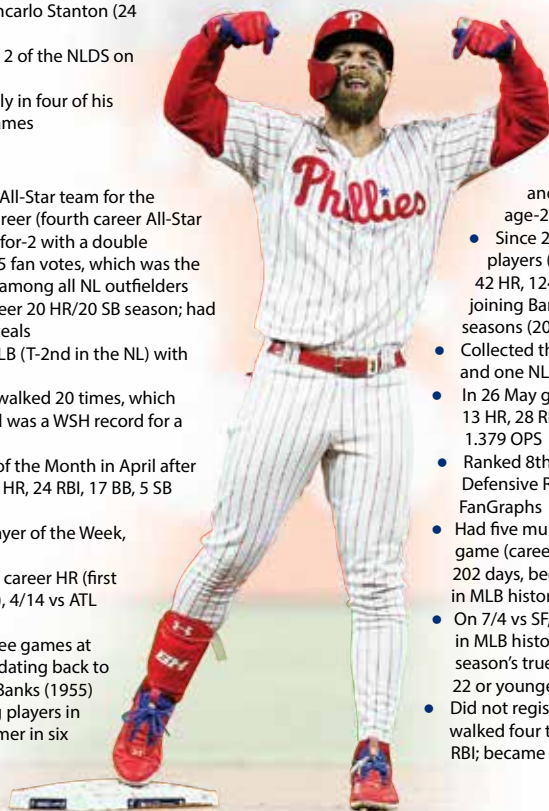 ncarlo Stanton (24
2 of the NLDS on
ly in four of his
ames
All-Star team for the
reer (fourth career All-Star
for-2 with a double
5 fan votes, which was the
among all NL outfielders
eer 20 HR/20 SB season; had
eals
LB (T-2nd in the NL) with
walked 20 times, which
d was a WSH record for a
of the Month in April after
HR, 24 RBI, 17 BB, 5 SB
ayer of the Week,
career HR (first
), 4/14 vs ATL
ree games at
dating back to
Banks (1955)
g players in
mer in six
P
Phillies
BH
and
age-2
• Since 2
players (
42 HR, 124
joining Bar
seasons (20
• Collected th
and one NL
• In 26 May g
13 HR, 28 R
1.379 OPS
• Ranked 8th
Defensive R
FanGraphs
• Had five mu
game (caree
202 days, be
in MLB histor
• On 7/4 vs SF,
in MLB histo
season's true
22 or younge
• Did not regis
walked four t
RBI; became